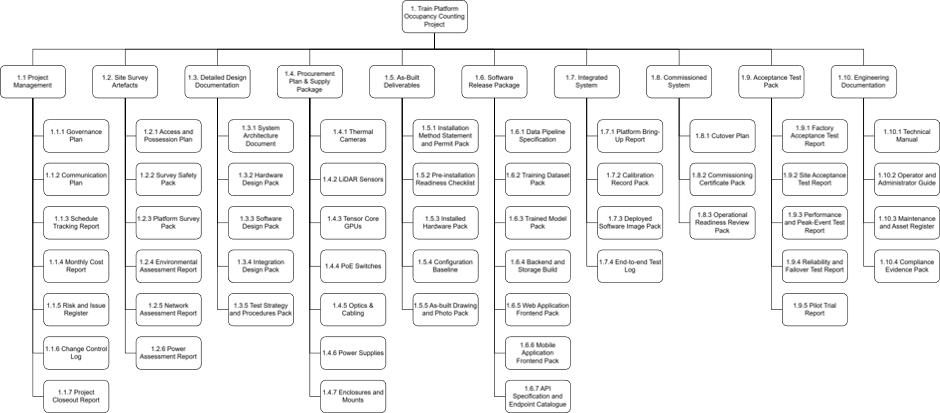 1. Train Platform
Occupancy Counting
Project
1.1 Project
Management
1.2. Site Survey
Artefacts
1.3. Detailed Design
Documentation
1.4. Procurement
Plan & Supply
Package
1.5. As-Built
Deliverables
1.6. Software
Release Package
1.7. Integrated
System
1.8. Commissioned
System
1.9. Acceptance Test
Pack
1.10. Engineering
Documentation
1.1.1 Governance
Plan
1.1.2 Communication
Plan
1.1.3 Schedule
Tracking Report
1.1.4 Monthly Cost
Report
1.1.5 Risk and Issue
Register
1.1.6 Change Control
Log
1.1.7 Project
Closeout Report
1.2.1 Access and
Possession Plan
1.2.2 Survey Safety
Pack
1.2.3 Platform Survey
Pack
1.2.4 Environmental
Assessment Report
1.2.5 Network
Assessment Report
1.2.6 Power
Assessment Report
1.3.1 System
Architecture
Document
1.3.2 Hardware
Design Pack
1.3.3 Software
Design Pack
1.3.4 Integration
Design Pack
1.3.5 Test Strategy
and Procedures Pack
1.4.1 Thermal
Cameras
1.4.2 LiDAR Sensors
1.4.3 Tensor Core
GPUs
1.4.4 PoE Switches
1.4.5 Optics &
Cabling
1.4.6 Power Supplies
1.4.7 Enclosures and
Mounts
1.5.1 Installation
Method Statement
and Permit Pack
1.5.2 Pre-installation
Readiness Checklist
1.5.3 Installed
Hardware Pack
1.5.4 Configuration
Baseline
1.5.5 As-built Drawing
and Photo Pack
1.6.1 Data Pipeline
Specification
1.6.2 Training Dataset
Pack
1.6.3 Trained Model
Pack
1.6.4 Backend and
Storage Build
1.6.5 Web Application
Frontend Pack
1.6.6 Mobile
Application
Frontend Pack
1.6.7 API
Specification and
Endpoint Catalogue
1.7.1 Platform Bring-
Up Report
1.7.2 Calibration
Record Pack
1.7.3 Deployed
Software Image Pack
1.7.4 End-to-end Test
Log
1.8.1 Cutover Plan
1.8.2 Commissioning
Certificate Pack
1.8.3 Operational
Readiness Review
Pack
1.9.1 Factory
Acceptance Test
Report
1.9.2 Site Acceptance
Test Report
1.9.3 Performance
and Peak-Event Test
Report
1.9.4 Reliability and
Failover Test Report
1.9.5 Pilot Trial
Report
1.10.1 Technical
Manual
1.10.2 Operator and
Administrator Guide
1.10.3 Maintenance
and Asset Register
1.10.4 Compliance
Evidence Pack